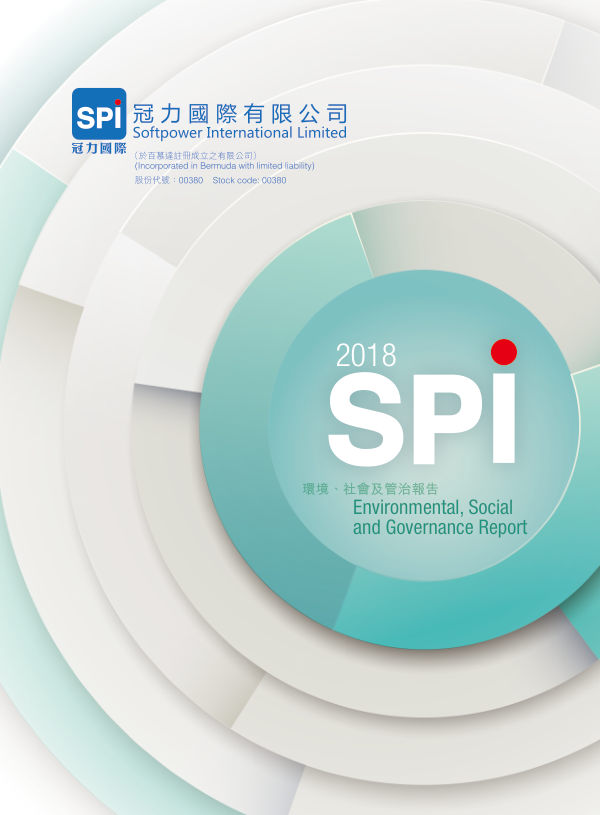 SPi
冠力國際
冠力國際有限公司
Softpower International Limited
(於百慕達註冊成立之有限公司)
(Incorporated in Bermuda with limited liability)
股份代號：00380 Stock code: 00380
2018
SPi
環境、社會及管治報告
Environmental, Social
and Governance Report